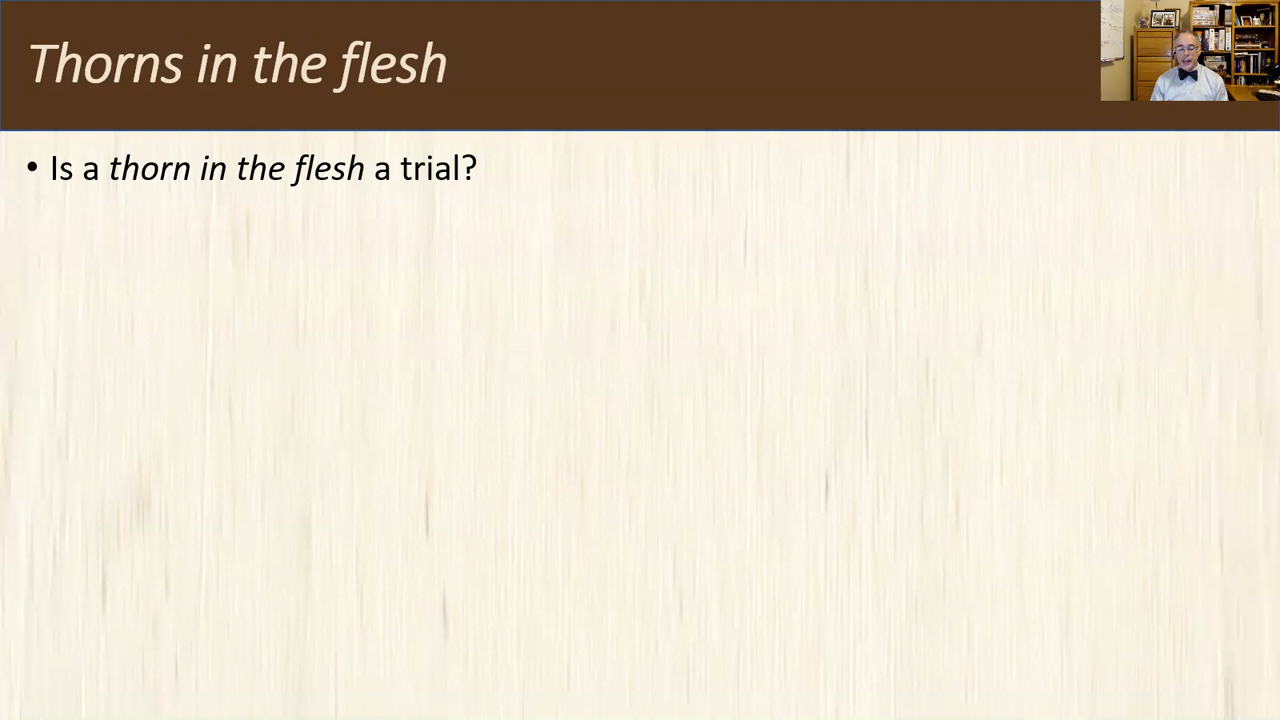 Thorns in the flesh
• Is a thorn in the flesh a trial?